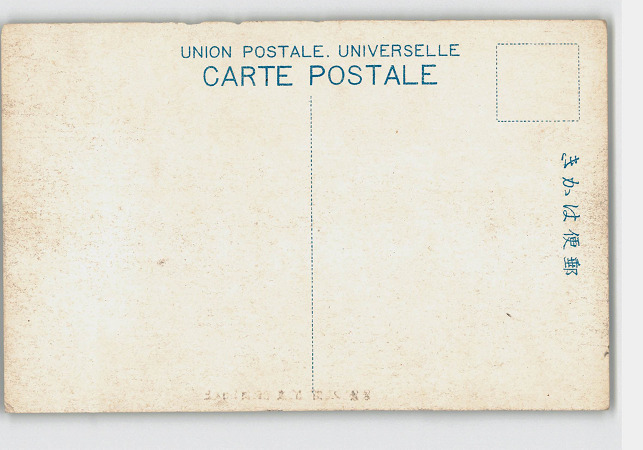 UNION POSTALE. UNIVERSELLE
CARTE POSTALE
きかは便郵